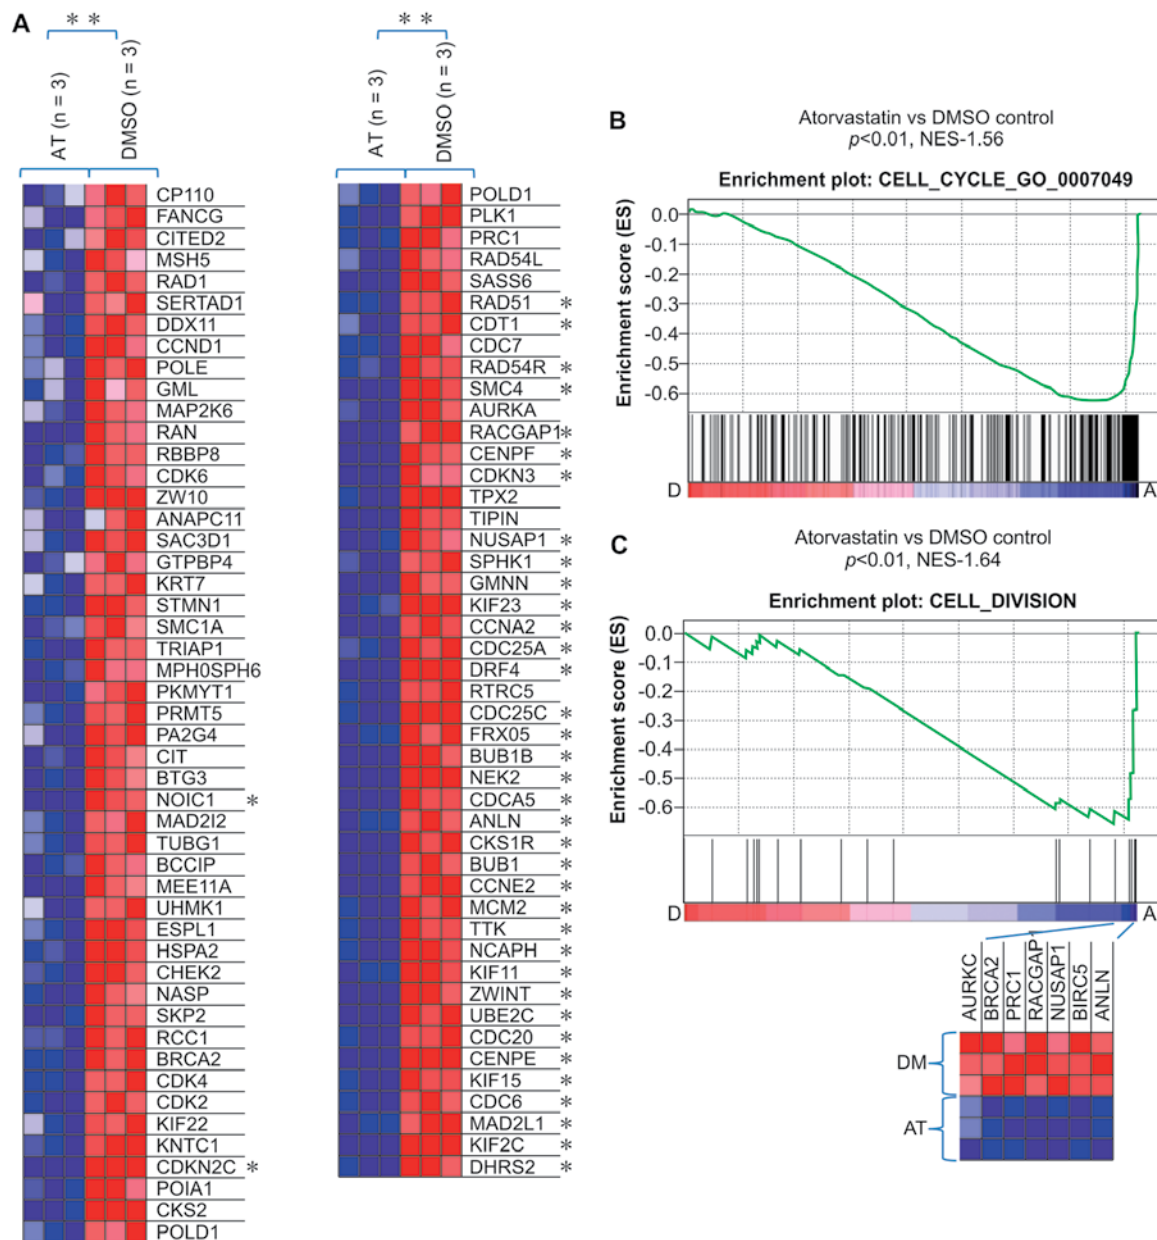 A
* *
AT (n = 3)
DMSO (n = 3)
CP110
FANCG
CITED2
MSH5
RAD1
SERTAD1
DDX11
CCND1
POLE
GML
MAP2K6
RAN
RBBP8
CDK6
ZW10
ANAPC11
SAC3D1
GTPBP4
KRT7
STMN1
SMC1A
TRIAP1
MPH0SPH6
PKMYT1
PRMT5
PA2G4
CIT
BTG3
NOIC1 *
MAD2I2
TUBG1
BCCIP
MEE11A
UHMK1
ESPL1
HSPA2
CHEK2
NASP
SKP2
RCC1
BRCA2
CDK4
CDK2
KIF22
KNTC1
CDKN2C *
POIA1
CKS2
POLD1
* *
AT (n = 3)
DMSO (n = 3)
POLD1
PLK1
PRC1
RAD54L
SASS6
RAD51 *
CDT1 *
CDC7
RAD54R *
SMC4 *
AURKA
RACGAP1 *
CENPF *
CDKN3 *
TPX2
TIPIN
NUSAP1 *
SPHK1 *
GMNN *
KIF23 *
CCNA2 *
CDC25A *
DRF4 *
RTRC5
CDC25C *
FRX05 *
BUB1B *
NEK2 *
CDCA5 *
ANLN *
CKS1R *
BUB1 *
CCNE2 *
MCM2 *
TTK *
NCAPH *
KIF11 *
ZWINT *
UBE2C *
CDC20 *
CENPE *
KIF15 *
CDC6 *
MAD2L1 *
KIF2C *
DHRS2 *
B
Atorvastatin vs DMSO control
p<0.01, NES-1.56
Enrichment plot: CELL_CYCLE_GO_0007049
Enrichment score (ES)
0.0
-0.1
-0.2
-0.3
-0.4
-0.5
-0.6
D
A
C
Atorvastatin vs DMSO control
p<0.01, NES-1.64
Enrichment plot: CELL_DIVISION
Enrichment score (ES)
0.0
-0.1
-0.2
-0.3
-0.4
-0.5
-0.6
D
A
AURKC
BRCA2
PRC1
RACGAP
NUSAP1
BIRC5
ANLN
DM
AT